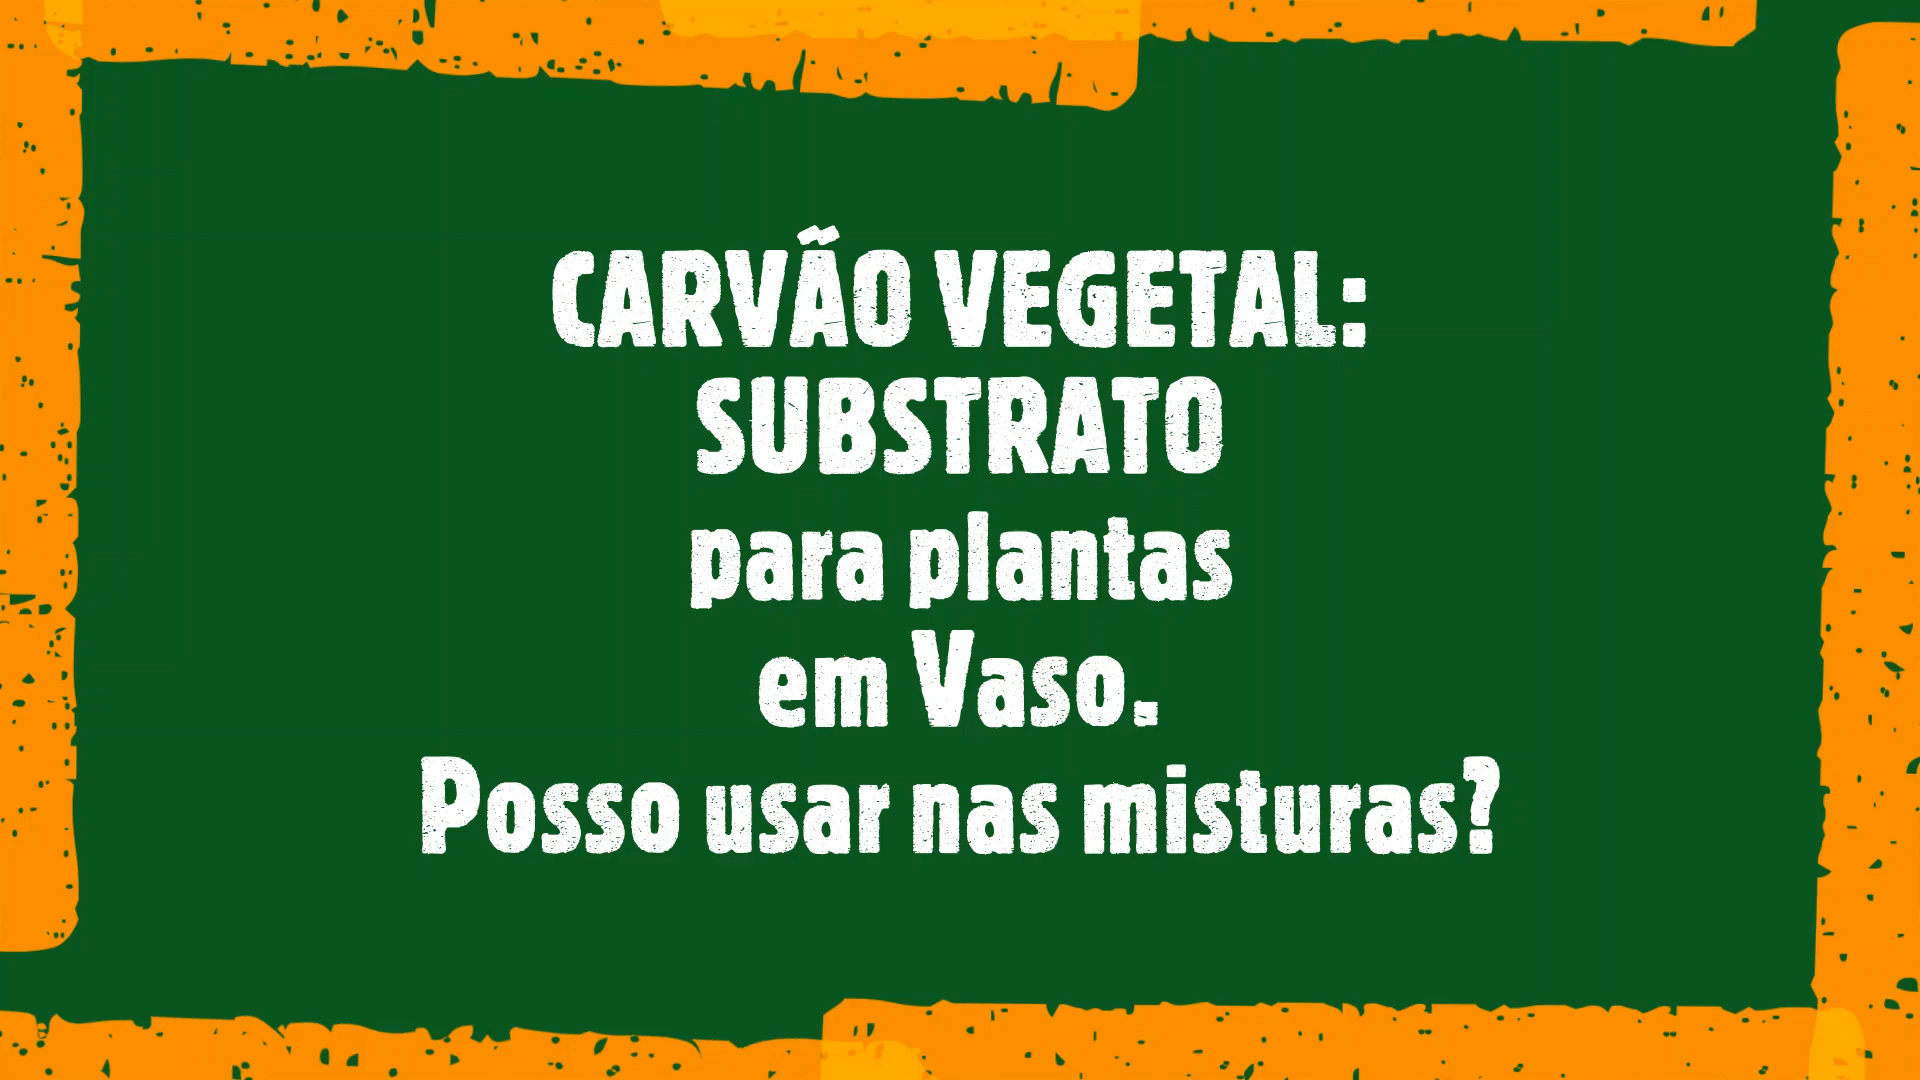 CARVÃO VEGETAL:
SUBSTRATO
para plantas
em Vaso.
Posso usar nas misturas?